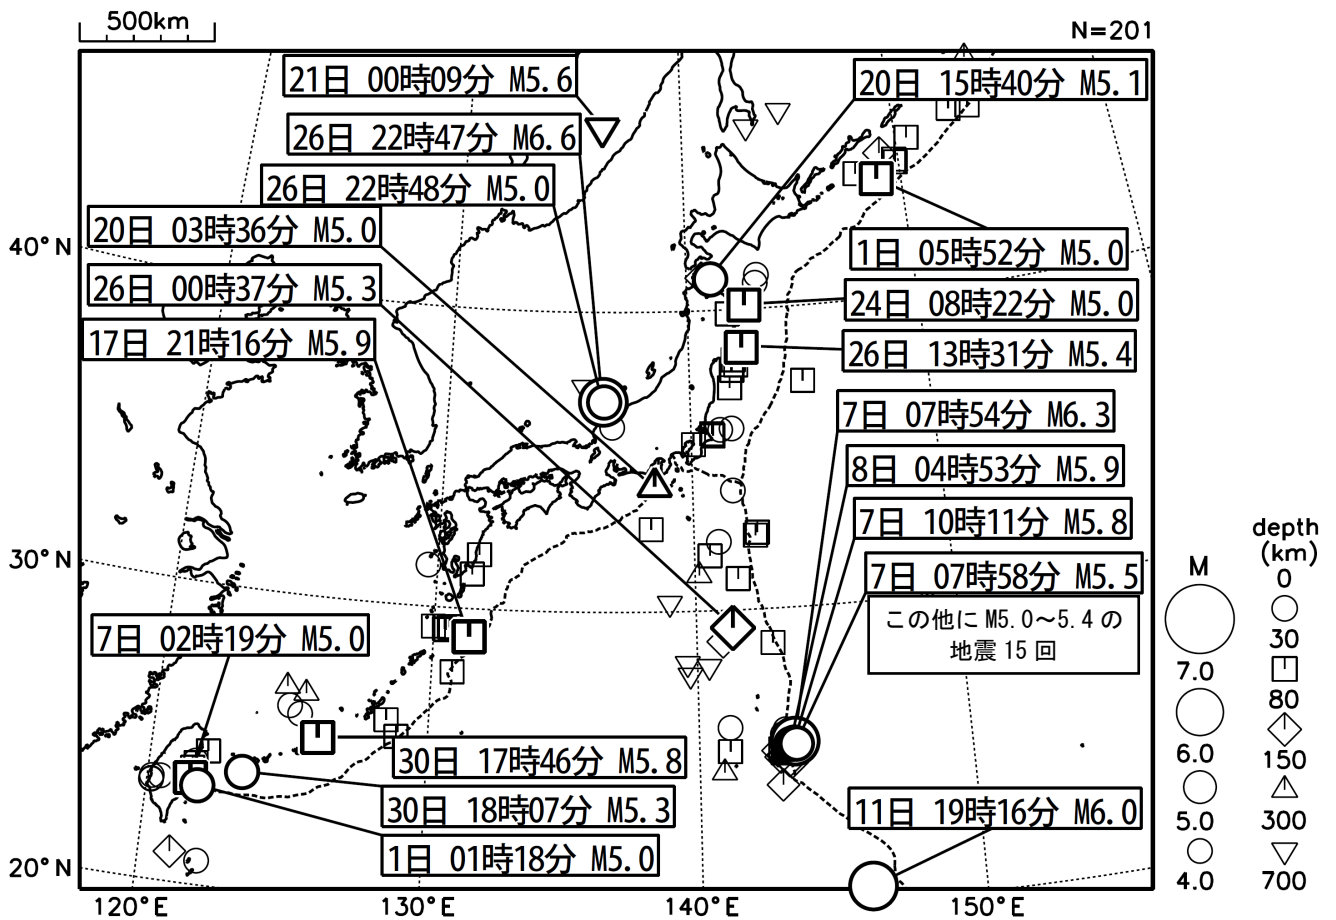 500km
N=201
21日 00時09分 M5.6
20日 15時40分 M5.1
26日 22時47分 M6.6
26日 22時48分 M5.0
20日 03時36分 M5.0
40°N
1日 05時52分 M5.0
26日 00時37分 M5.3
24日 08時22分 M5.0
17日 21時16分 M5.9
26日 13時31分 M5.4
7日 07時54分 M6.3
8日 04時53分 M5.9
7日 10時11分 M5.8
30°N
7日 07時58分 M5.5
この他に M5.0～5.4 の
地震 15 回
7日 02時19分 M5.0
30日 17時46分 M5.8
30日 18時07分 M5.3
11日 19時16分 M6.0
1日 01時18分 M5.0
20°N
120°E
130°E
140°E
150°E
M
7.0
6.0
5.0
4.0
depth
(km)
0
30
80
150
300
700